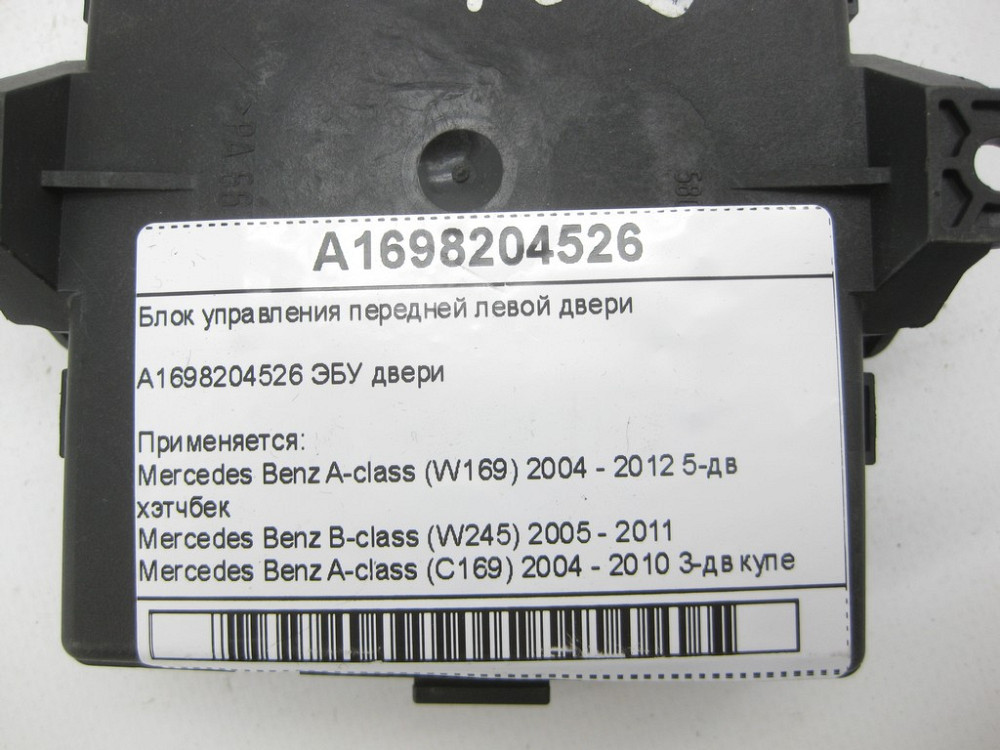 A1698204526
Блок управления передней левой двери
A1698204526 ЭБУ двери
Применяется:
Mercedes Benz A-class (W169) 2004 - 2012 5-дв
хэтчбек
Mercedes Benz B-class (W245) 2005 - 2011
Mercedes Benz A-class (C169) 2004 - 2010 3-дв купе